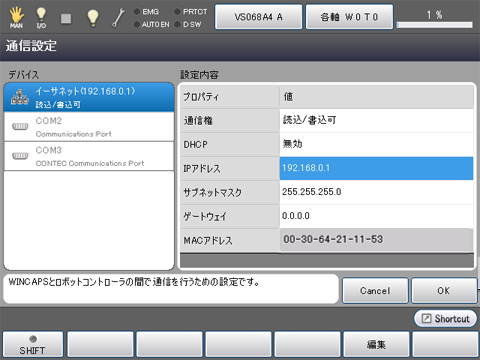 MAN I/O EMG AUTO EN PRTCT D SW VS068A4 A 各軸 W 0 T 0 1 %
通信設定
デバイス
イーサネット(192.168.0.1)
読込/書込可
COM2
Communications Port
COM3
CONTEC Communications Port
設定内容
プロパティ 値
通信権 読込/書込可
DHCP 無効
IPアドレス 192.168.0.1
サブネットマスク 255.255.255.0
ゲートウェイ 0.0.0.0
MACアドレス 00-30-64-21-11-53
WINCAPSとロボットコントローラの間で通信を行うための設定です。
Cancel OK
Shortcut
SHIFT 編集